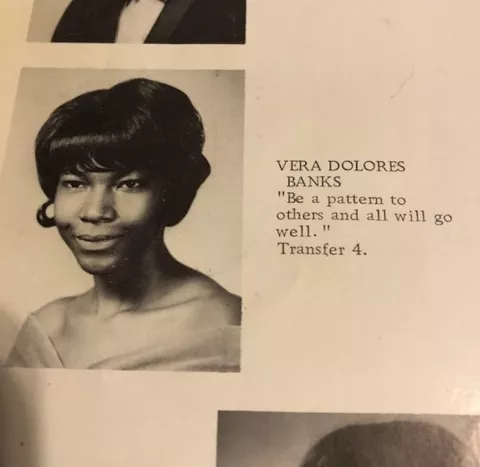 VERA DOLORES
BANKS
"Be a pattern to
others and all will go
well."
Transfer 4.